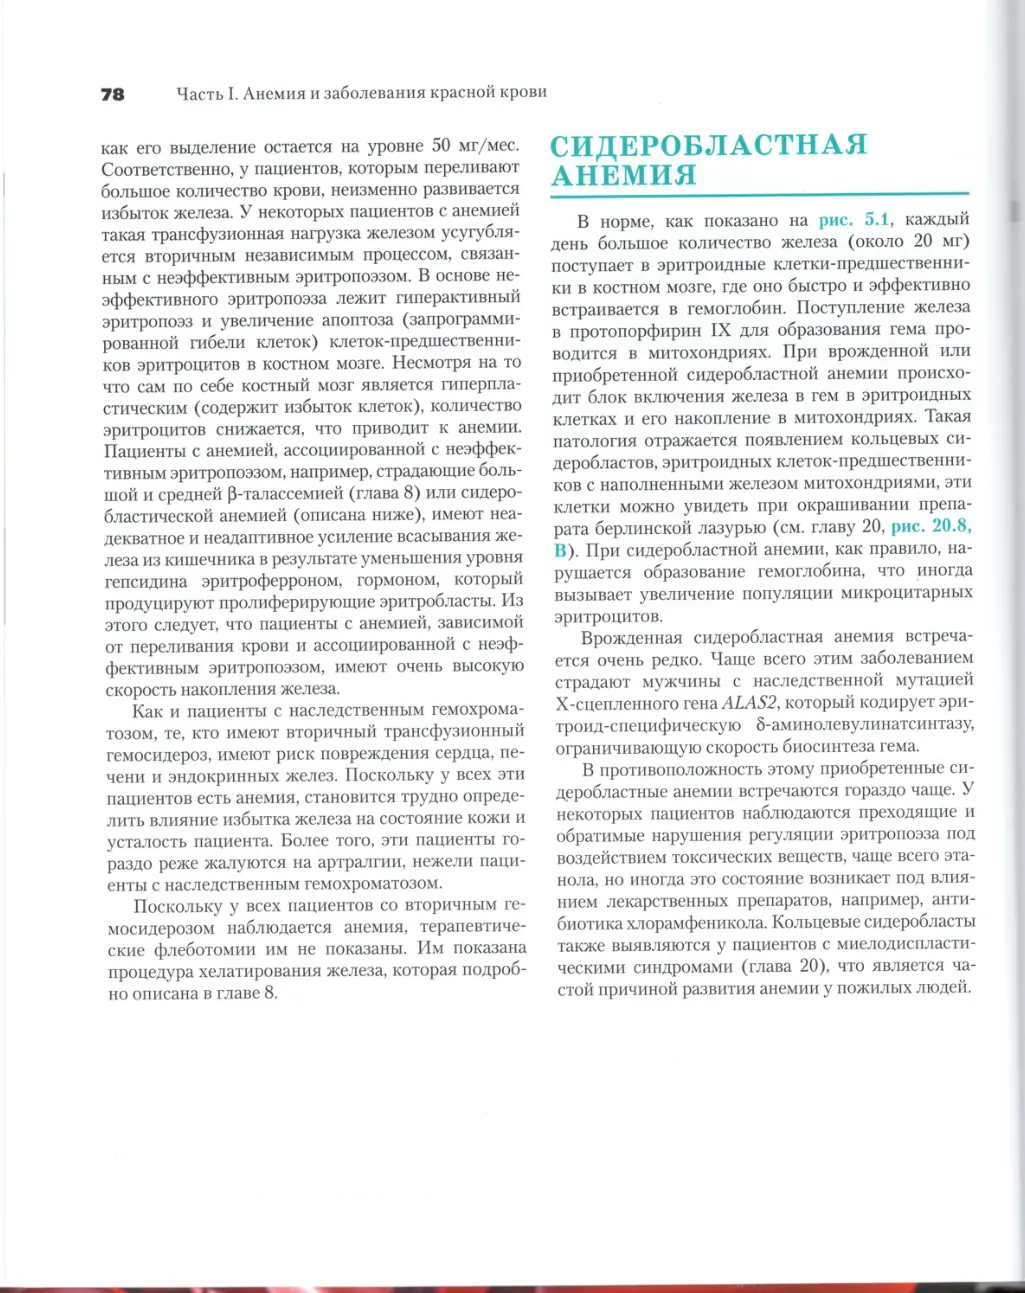 78 Часть I. Анемия и заболевания красной крови
как его выделение остается на уровне 50 мг/мес.
Соответственно, у пациентов, которым переливают
большое количество крови, неизменно развивается
избыток железа. У некоторых пациентов с анемией
такая трансфузионная нагрузка железом усугубля-
ется вторичным независимым процессом, связан-
ным с неэффективным эритропоэзом. В основе не-
эффективного эритропоэза лежит гиперактивный
эритропоэз и увеличение апоптоза (запрограмми-
рованной гибели клеток) клеток-предшественни-
ков эритроцитов в костном мозге. Несмотря на то
что сам по себе костный мозг является гиперпла-
стическим (содержит избыток клеток), количество
эритроцитов снижается, что приводит к анемии.
Пациенты с анемией, ассоциированной с неэффек-
тивным эритропоэзом, например, страдающие боль-
шой и средней β-талассемией (глава 8) или сидеро-
бластической анемией (описана ниже), имеют неа-
декватное и неадаптивное усиление всасывания же-
леза из кишечника в результате уменьшения уровня
гепсидина эритроферроном, гормоном, который
продуцируют пролиферирующие эритробласты. Из
этого следует, что пациенты с анемией, зависимой
от переливания крови и ассоциированной с неэф-
фективным эритропоэзом, имеют очень высокую
скорость накопления железа.
Как и пациенты с наследственным гемохрома-
тозом, те, кто имеют вторичный трансфузионный
гемосидероз, имеют риск повреждения сердца, пе-
чени и эндокринных желез. Поскольку у всех эти
пациентов есть анемия, становится трудно опреде-
лить влияние избытка железа на состояние кожи и
усталость пациента. Более того, эти пациенты го-
раздо реже жалуются на артралгии, нежели паци-
енты с наследственным гемохроматозом.
Поскольку у всех пациентов со вторичным ге-
мосидерозом наблюдается анемия, терапевтиче-
ские флеботомии им не показаны. Им показана
процедура хелатирования железа, которая подроб-
но описана в главе 8.
СИДЕРОБЛАСТНАЯ
АНЕМИЯ
В норме, как показано на рис. 5.1, каждый
день большое количество железа (около 20 мг)
поступает в эритроидные клетки-предшественни-
ки в костном мозге, где оно быстро и эффективно
встраивается в гемоглобин. Поступление железа
в протопорфирин IX для образования гема про-
водится в митохондриях. При врожденной или
приобретенной сидеробластной анемии происхо-
дит блок включения железа в гем в эритроидных
клетках и его накопление в митохондриях. Такая
патология отражается появлением кольцевых си-
деробластов, эритроидных клеток-предшественни-
ков с наполненными железом митохондриями, эти
клетки можно увидеть при окрашивании препа-
рата берлинской лазурью (см. главу 20, рис. 20.8,
В). При сидеробластной анемии, как правило, на-
рушается образование гемоглобина, что иногда
вызывает увеличение популяции микроцитарных
эритроцитов.
Врожденная сидеробластная анемия встреча-
ется очень редко. Чаще всего этим заболеванием
страдают мужчины с наследственной мутацией
Х-сцепленного гена ALAS2, который кодирует эри-
троид-специфическую δ-аминолевулинатсинтазу,
ограничивающую скорость биосинтеза гема.
В противоположность этому приобретенные си-
деробластные анемии встречаются гораздо чаще. У
некоторых пациентов наблюдаются преходящие и
обратимые нарушения регуляции эритропоэза под
воздействием токсических веществ, чаще всего эта-
нола, но иногда это состояние возникает под влия-
нием лекарственных препаратов, например, анти-
биотика хлорамфеникола. Кольцевые сидеробласты
также выявляются у пациентов с миелодиспласти-
ческими синдромами (глава 20), что является ча-
стой причиной развития анемии у пожилых людей.